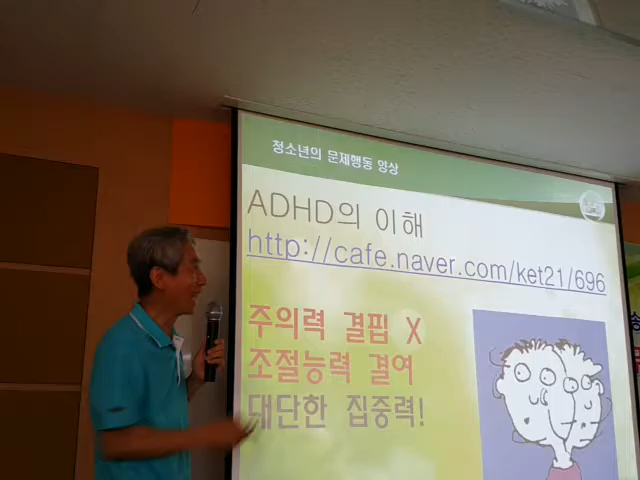 청소년의 문제행동 양상
ADHD의 이해
http://cafe.naver.com/ket21/696
주의력 결핍 X
조절능력 결여
대단한 집중력!